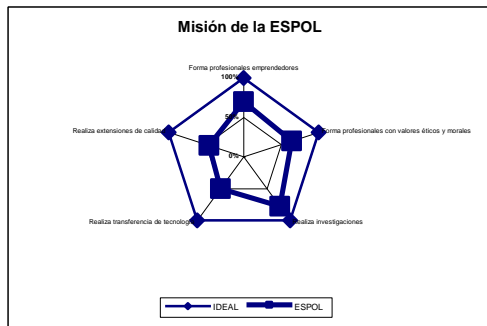 Misión de la ESPOL
Forma profesionales emprendedores
100%
50%
0%
Realiza extensiones de calidad
Forma profesionales con valores éticos y morales
Realiza transferencia de tecnología
Realiza investigaciones
IDEAL
ESPOL